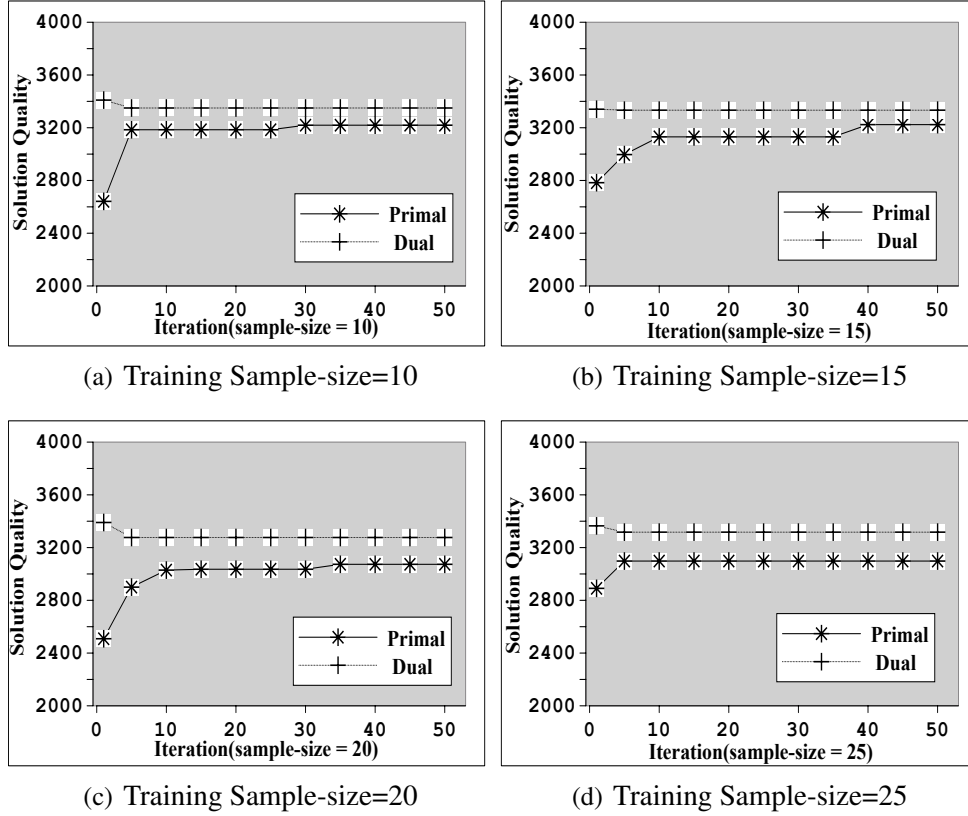 4000
3600
3200
2800
2400
2000
Solution Quality
Primal
Dual
0 10 20 30 40 50
Iteration(sample-size = 10)
(a) Training Sample-size=10
4000
3600
3200
2800
2400
2000
Solution Quality
Primal
Dual
0 10 20 30 40 50
Iteration(sample-size = 15)
(b) Training Sample-size=15
4000
3600
3200
2800
2400
2000
Solution Quality
Primal
Dual
0 10 20 30 40 50
Iteration(sample-size = 20)
(c) Training Sample-size=20
4000
3600
3200
2800
2400
2000
Solution Quality
Primal
Dual
0 10 20 30 40 50
Iteration(sample-size = 25)
(d) Training Sample-size=25